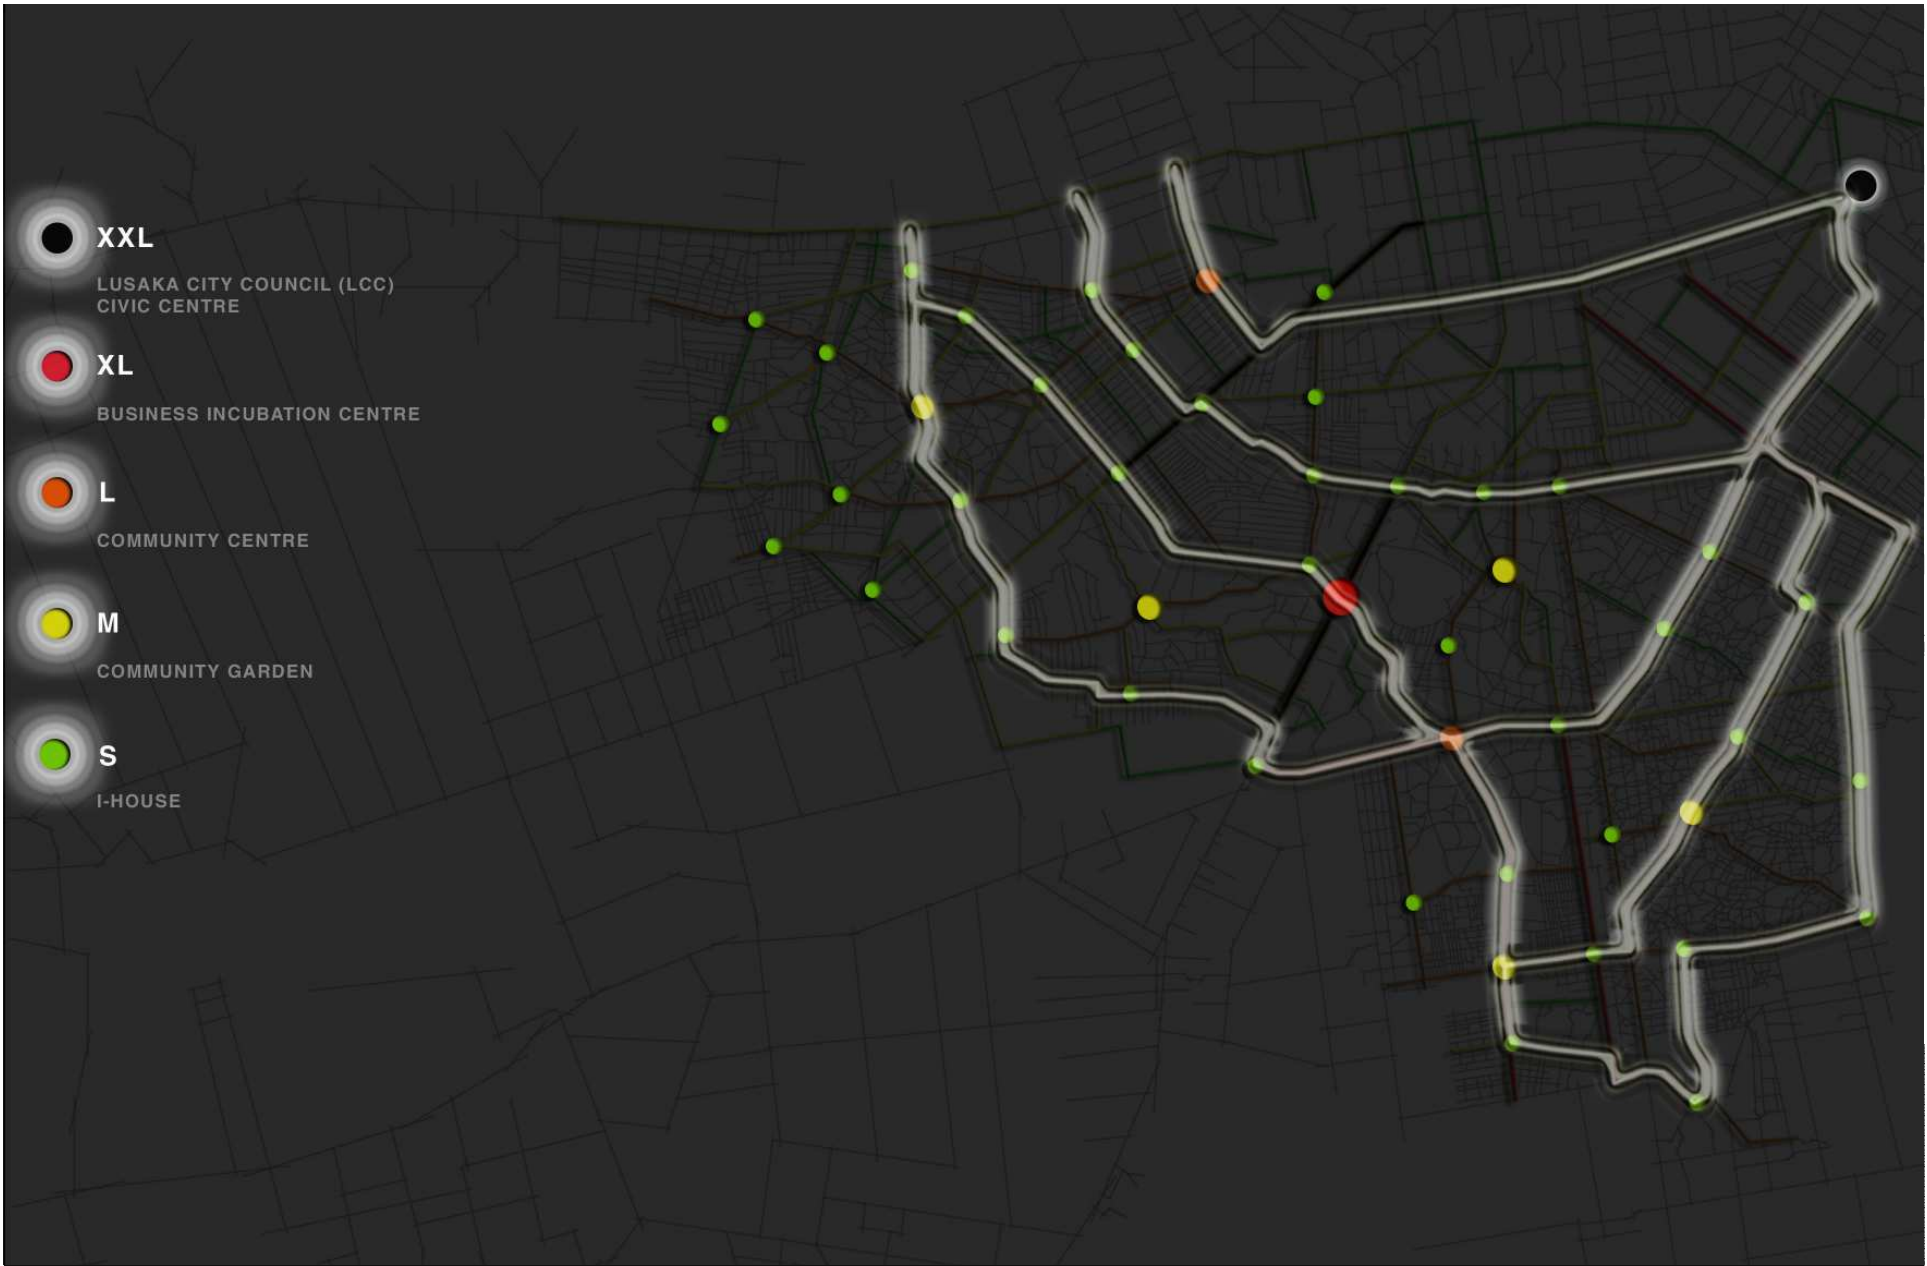 XXL
LUSAKA CITY COUNCIL (LCC)
CIVIC CENTRE
XL
BUSINESS INCUBATION CENTRE
L
COMMUNITY CENTRE
M
COMMUNITY GARDEN
S
I-HOUSE